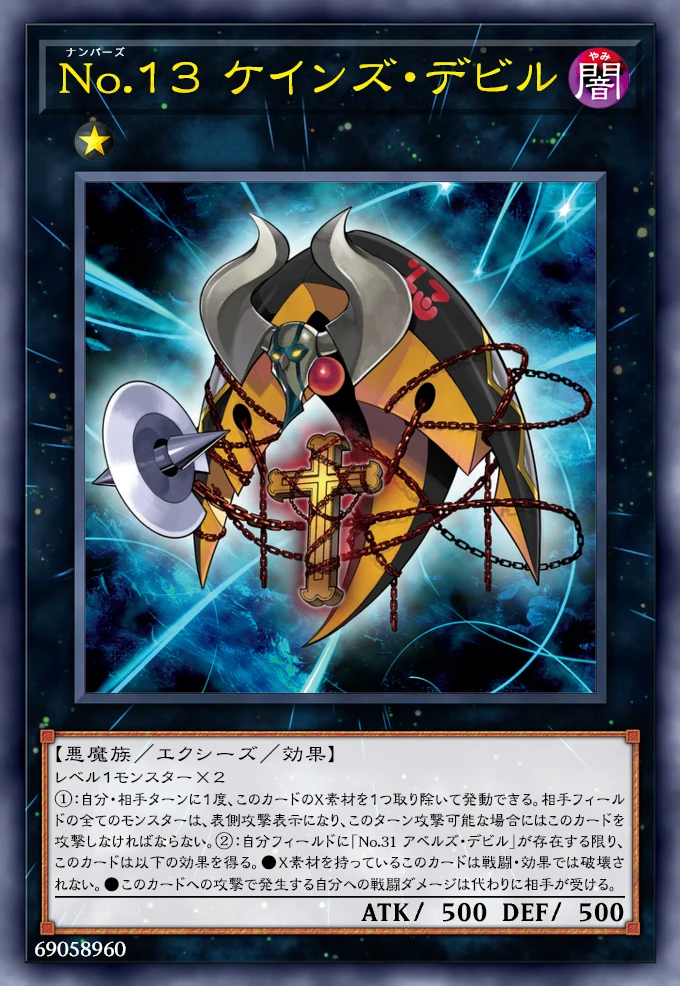 ナンバーズ
No.13 ケインズ・デビル
やみ
闇
13
【悪魔族／エクシーズ／効果】
レベル1モンスター×2
①：自分・相手ターンに1度、このカードのX素材を1つ取り除いて発動できる。相手フィール
ドの全てのモンスターは、表側攻撃表示になり、このターン攻撃可能な場合にはこのカードを
攻撃しなければならない。②：自分フィールドに「No.31 アベルズ・デビル」が存在する限り、
このカードは以下の効果を得る。●X素材を持っているこのカードは戦闘・効果では破壊さ
れない。●このカードへの攻撃で発生する自分への戦闘ダメージは代わりに相手が受ける。
ATK/ 500 DEF/ 500
69058960